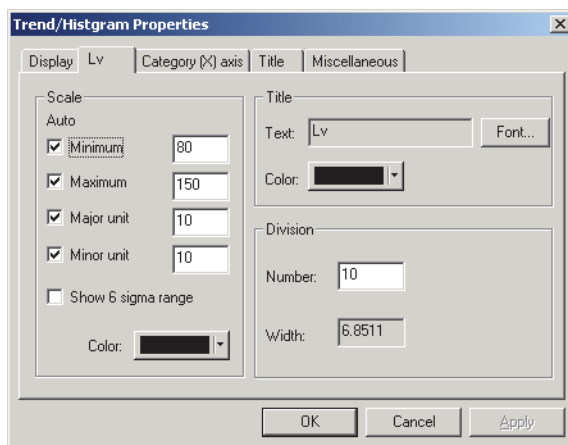 Trend/Histgram Properties
Display Lv Category (X) axis Title Miscellaneous
Scale
Auto
Minimum 80
Maximum 150
Major unit 10
Minor unit 10
Show 6 sigma range
Color:
Title
Text: Lv Font...
Color:
Division
Number: 10
Width: 6.8511
OK Cancel Apply